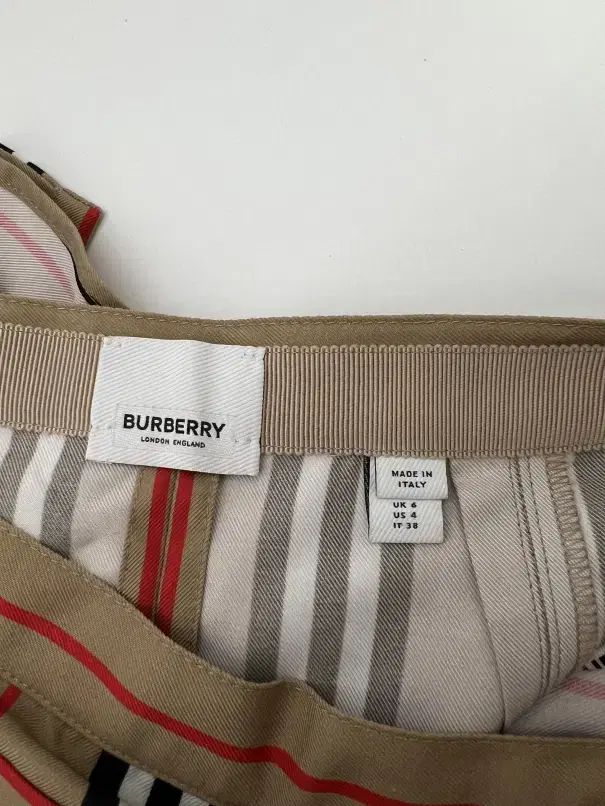 BURBERRY
LONDON ENGLAND
MADE IN
ITALY
UK 6
US 4
IT 38